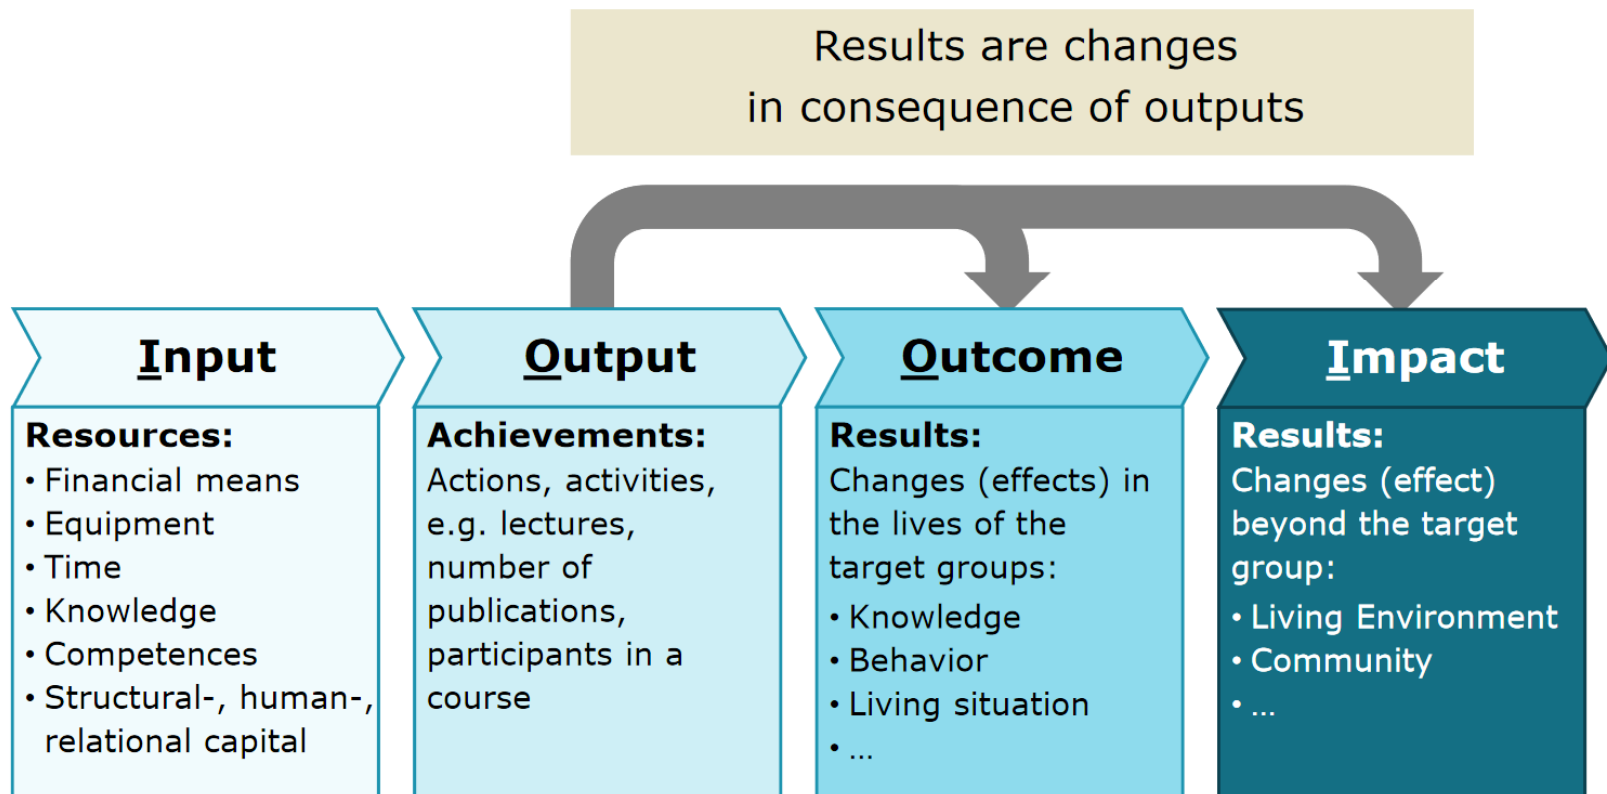 Results are changes
in consequence of outputs
Input
Resources:
• Financial means
• Equipment
• Time
• Knowledge
• Competences
• Structural-, human-,
relational capital
Output
Achievements:
Actions, activities,
e.g. lectures,
number of
publications,
participants in a
course
Outcome
Results:
Changes (effects) in
the lives of the
target groups:
• Knowledge
• Behavior
• Living situation
• ...
Impact
Results:
Changes (effect)
beyond the target
group:
• Living Environment
• Community
• ...